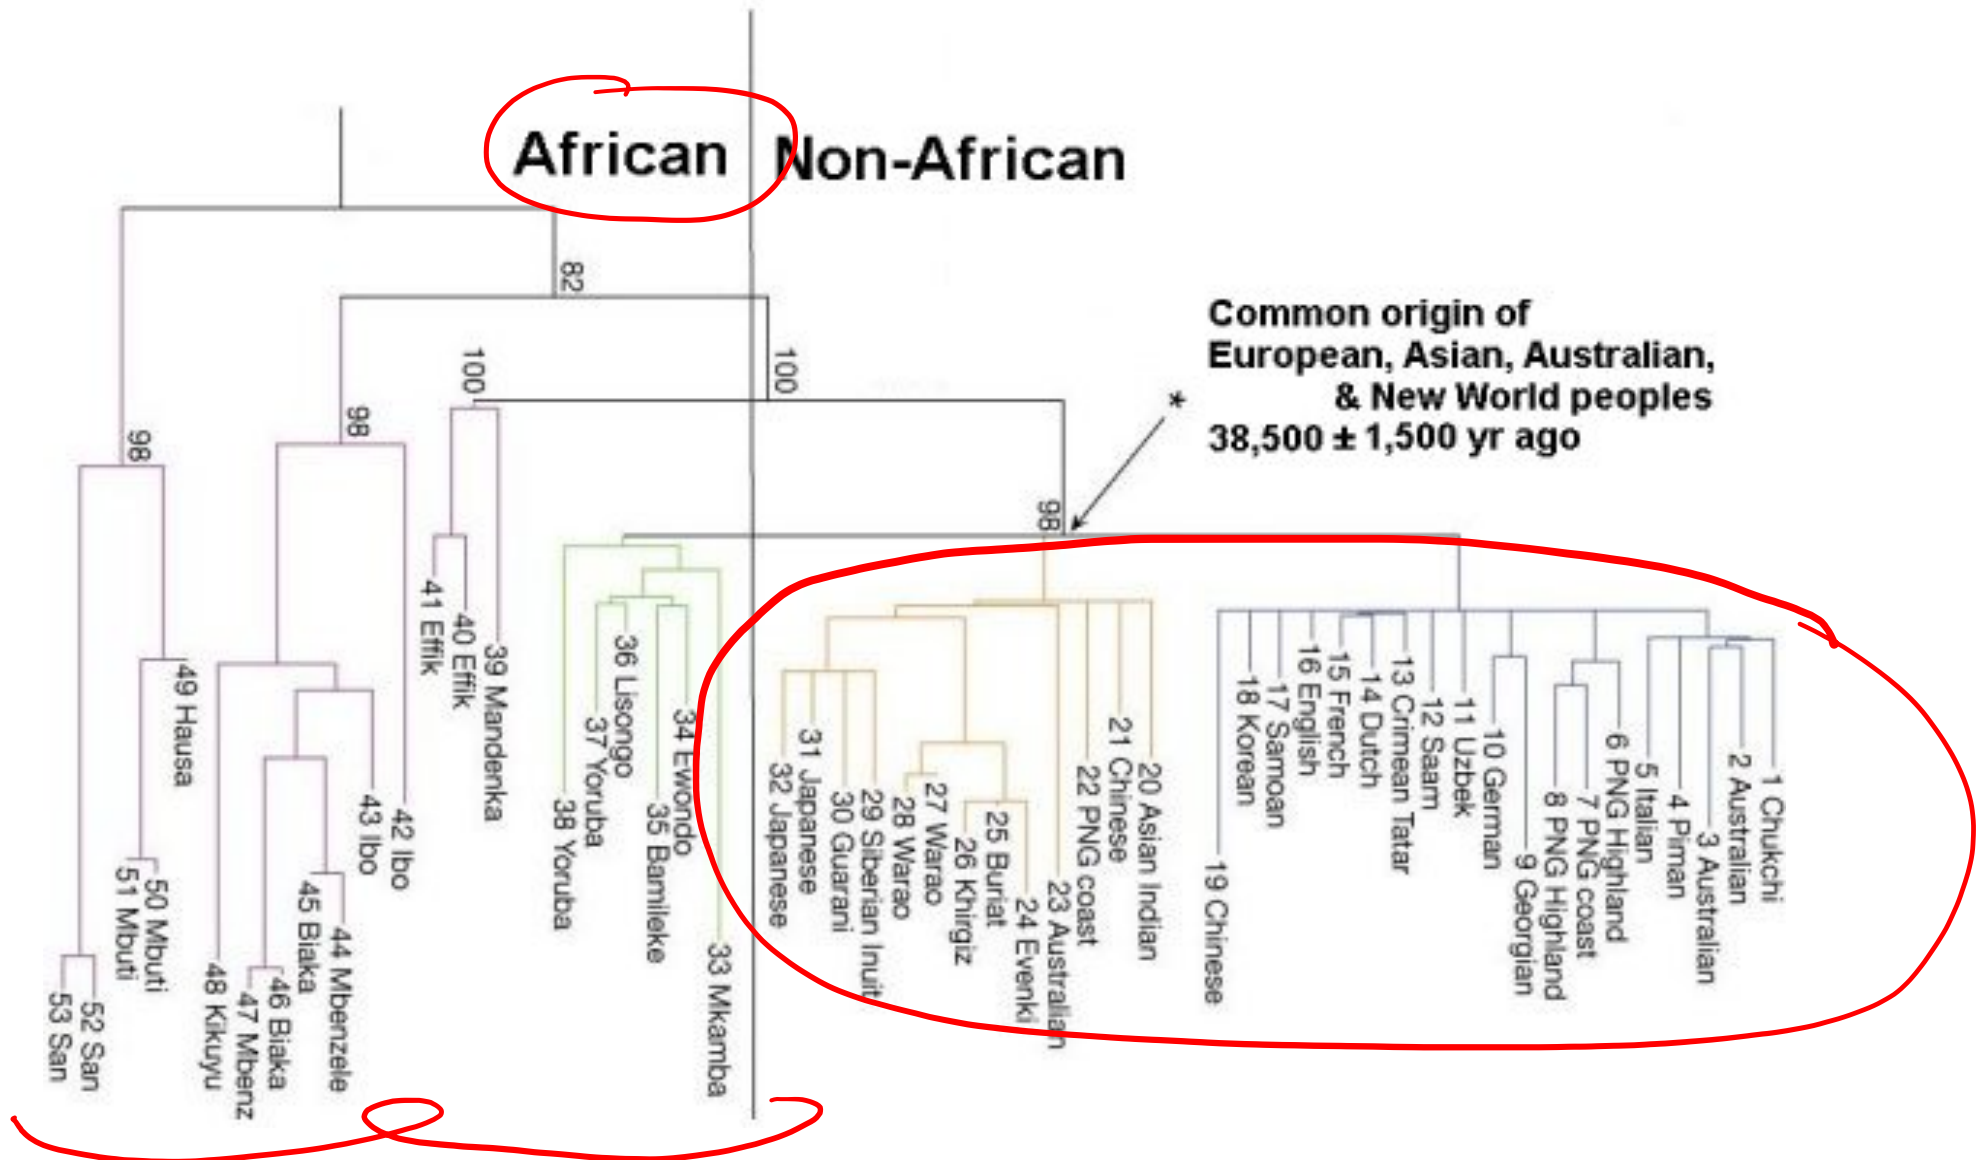 African
Non-African
82
100
100
98
98
98
Common origin of
European, Asian, Australian,
& New World peoples
*
38,500 ± 1,500 yr ago
53 San
52 San
51 Mbuti
50 Mbuti
49 Hausa
48 Kikuyu
47 Mbenz
46 Biaka
45 Biaka
44 Mbenzele
43 Ibo
42 Ibo
41 Effik
40 Effik
39 Mandenka
38 Yoruba
37 Yoruba
36 Lisongo
35 Bamileke
34 Ewondo
33 Mkamba
32 Japanese
31 Japanese
30 Guarani
29 Siberian Inuit
28 Warao
27 Warao
26 Khirgiz
25 Buriat
24 Evenki
23 Australian
22 PNG coast
21 Chinese
20 Asian Indian
19 Chinese
18 Korean
17 Samoan
16 English
15 French
14 Dutch
13 Crimean Tatar
12 Saam
11 Uzbek
10 German
9 Georgian
8 PNG Highland
7 PNG coast
6 PNG Highland
5 Italian
4 Piman
3 Australian
2 Australian
1 Chukchi